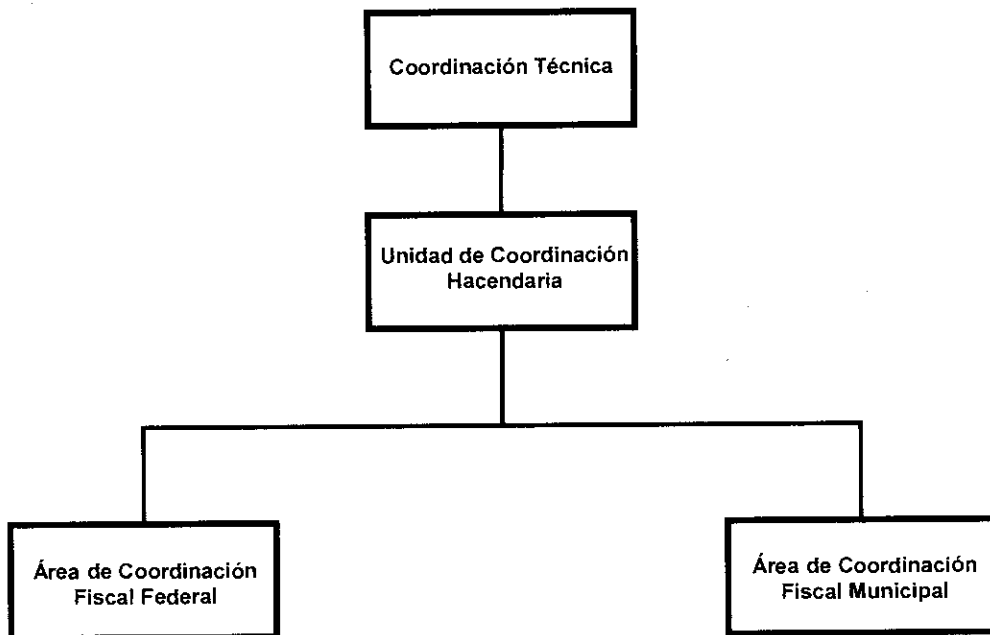 Coordinación Técnica
Unidad de Coordinación
Hacendaria
Área de Coordinación
Fiscal Federal
Área de Coordinación
Fiscal Municipal